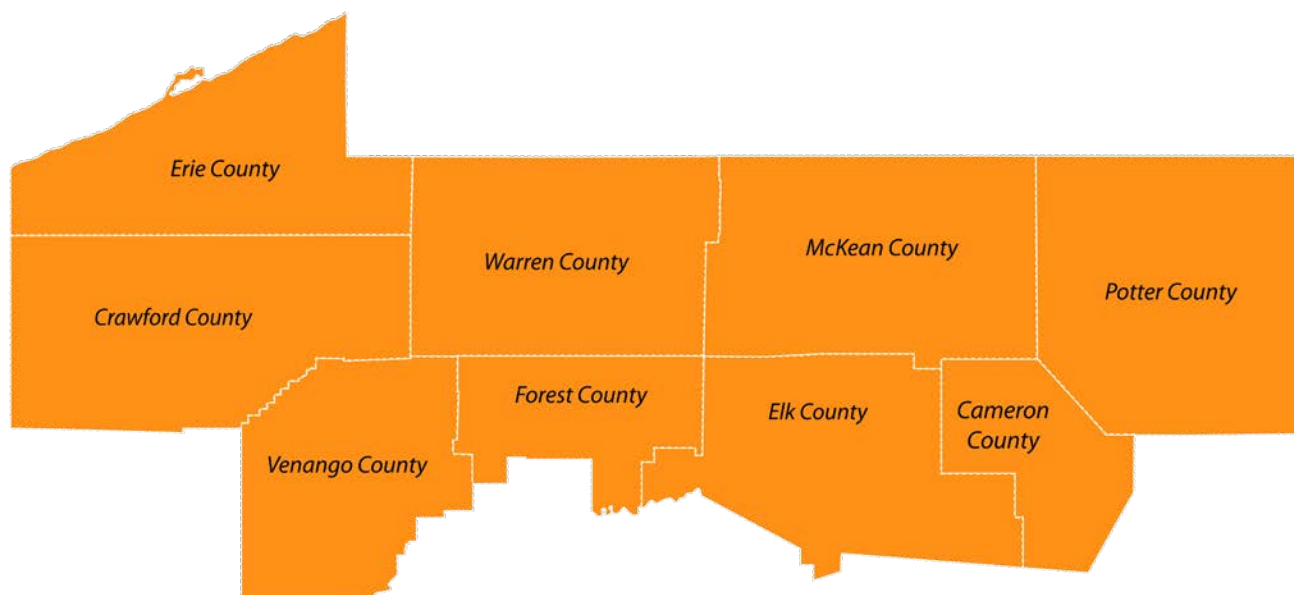 Erie County
Warren County
McKean County
Potter County
Crawford County
Forest County
Elk County
Cameron
County
Venango County